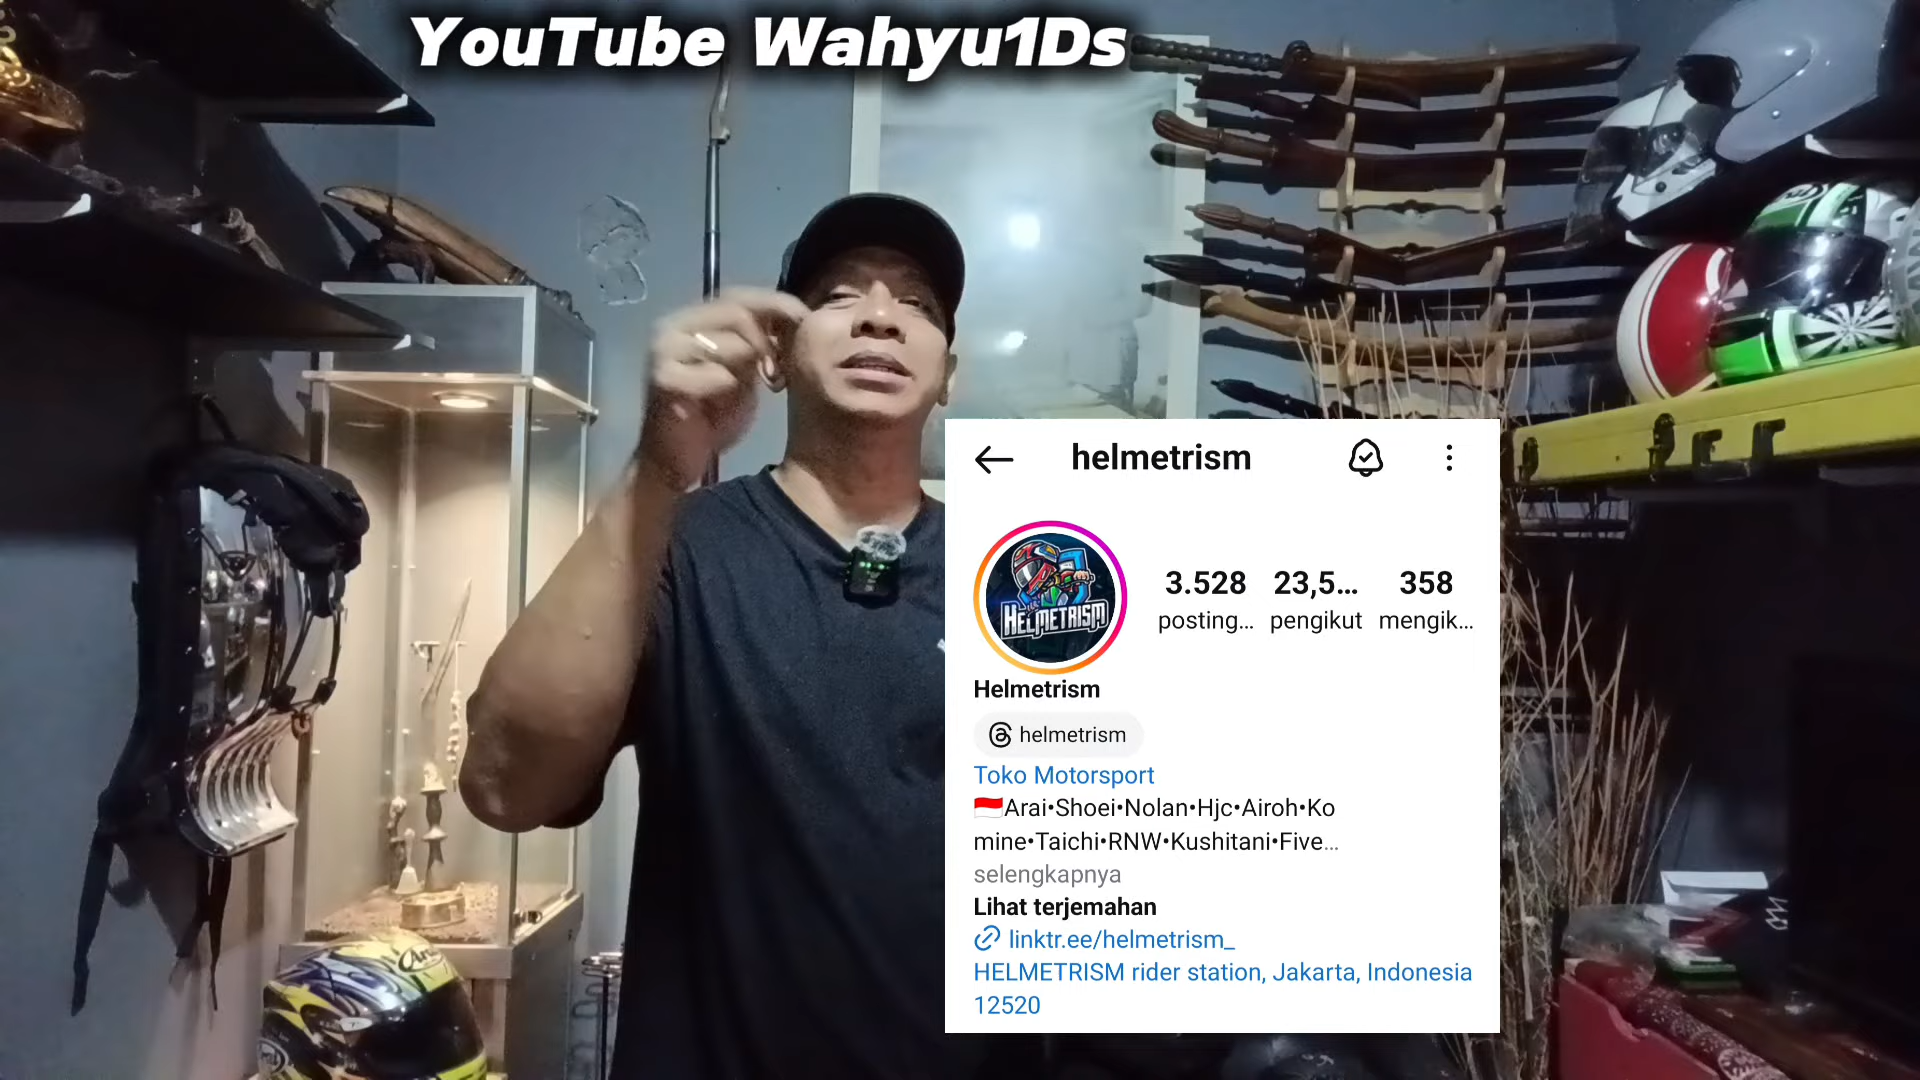 YouTube Wahyu1Ds
helmetrism
HELMETRISM
3.528 23,5... 358
posting... pengikut mengik...
Helmetrism
helmetrism
Toko Motorsport
🇮🇩Arai•Shoei•Nolan•Hjc•Airoh•Ko
mine•Taichi•RNW•Kushitani•Five...
selengkapnya
Lihat terjemahan
linktr.ee/helmetrism_
HELMETRISM rider station, Jakarta, Indonesia
12520
Arai